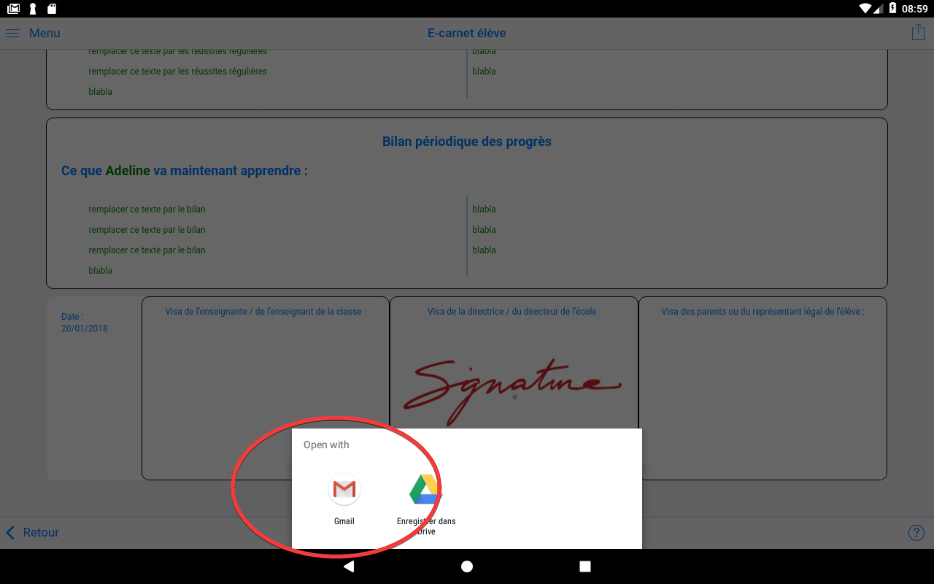 08:59
Menu
E-carnet élève
remplacer ce texte par les réussites régulières
blabla
remplacer ce texte par les réussites régulières
blabla
blabla
Bilan périodique des progrès
Ce que Adeline va maintenant apprendre :
remplacer ce texte par le bilan
blabla
remplacer ce texte par le bilan
blabla
remplacer ce texte par le bilan
blabla
blabla
Date :
20/01/2018
Visa de l'enseignante / de l'enseignant de la classe :
Visa de la directrice / du directeur de l'école :
Visa des parents ou du représentant légal de l'élève :
Signature
Open with
Gmail
Enregistrer dans
Drive
Retour
?